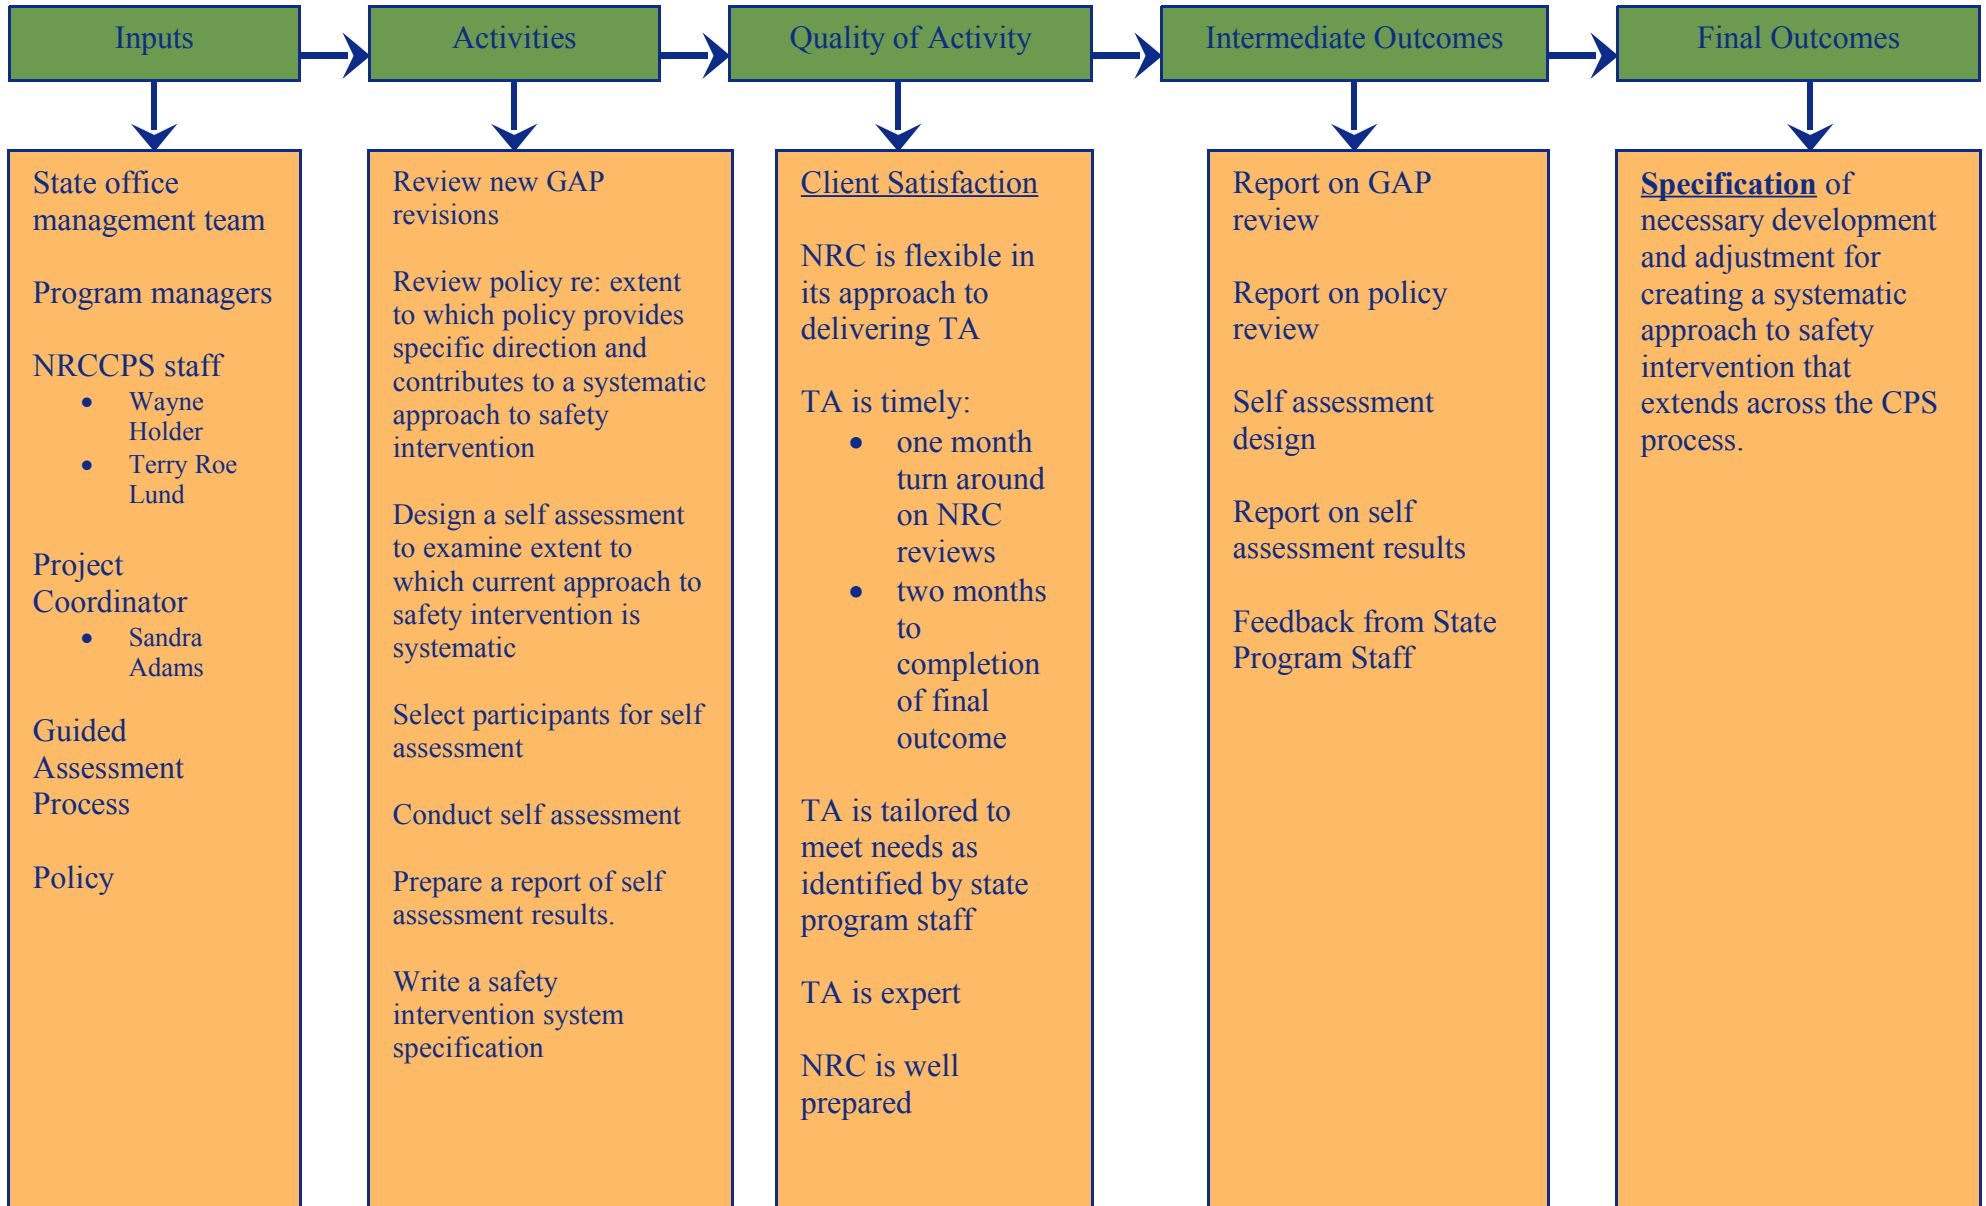 Inputs
Activities
Quality of Activity
Intermediate Outcomes
Final Outcomes
State office
management team
Program managers
NRCCPS staff
• Wayne
Holder
• Terry Roe
Lund
Project
Coordinator
• Sandra
Adams
Guided
Assessment
Process
Policy
Review new GAP
revisions
Review policy re: extent
to which policy provides
specific direction and
contributes to a systematic
approach to safety
intervention
Design a self assessment
to examine extent to
which current approach to
safety intervention is
systematic
Select participants for self
assessment
Conduct self assessment
Prepare a report of self
assessment results.
Write a safety
intervention system
specification
Client Satisfaction
NRC is flexible in
its approach to
delivering TA
TA is timely:
• one month
turn around
on NRC
reviews
• two months
to
completion
of final
outcome
TA is tailored to
meet needs as
identified by state
program staff
TA is expert
NRC is well
prepared
Report on GAP
review
Report on policy
review
Self assessment
design
Report on self
assessment results
Feedback from State
Program Staff
Specification of
necessary development
and adjustment for
creating a systematic
approach to safety
intervention that
extends across the CPS
process.